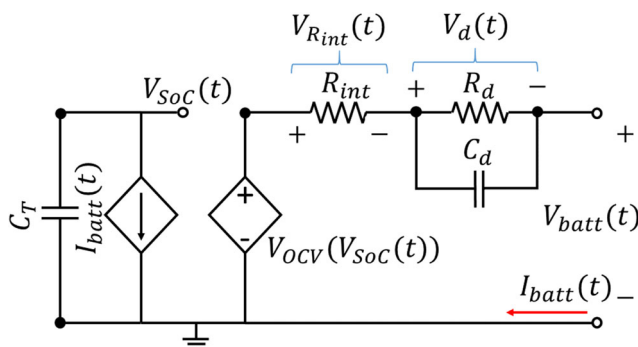 V_{R_{int}}(t)
V_d(t)
V_{SoC}(t)
R_{int}
+ R_d -
+ -
+
C_d
C_T
I_{batt}(t)
+
-
V_{OCV}(V_{SoC}(t))
V_{batt}(t)
I_{batt}(t) -